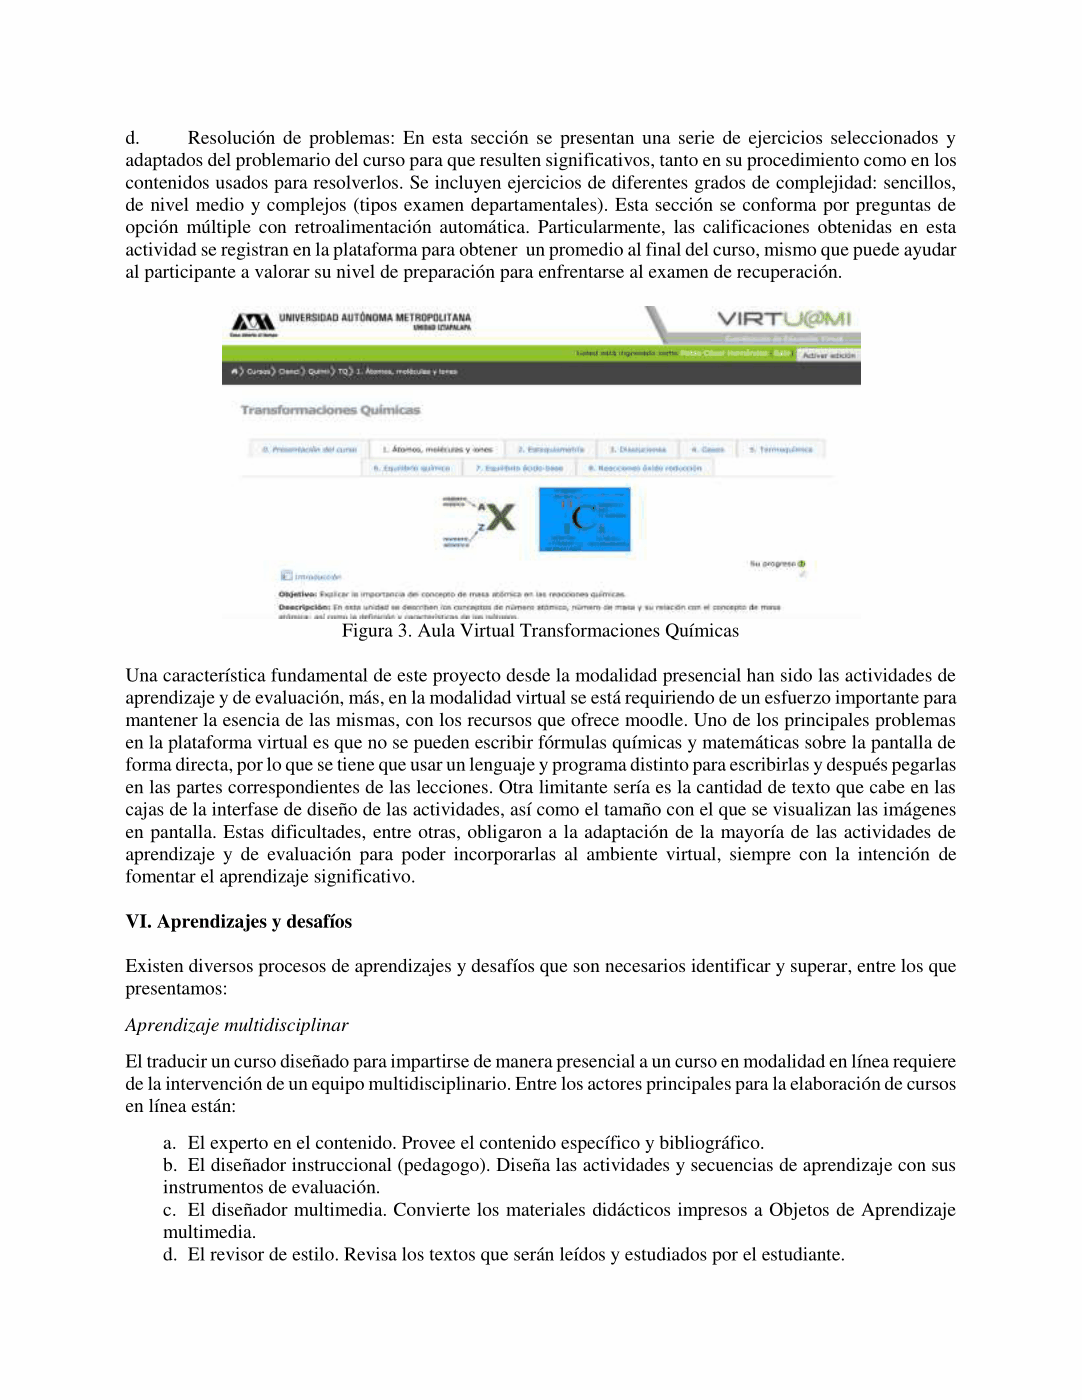 d. Resolución de problemas: En esta sección se presentan una serie de ejercicios seleccionados y
adaptados del problemario del curso para que resulten significativos, tanto en su procedimiento como en los
contenidos usados para resolverlos. Se incluyen ejercicios de diferentes grados de complejidad: sencillos,
de nivel medio y complejos (tipos examen departamentales). Esta sección se conforma por preguntas de
opción múltiple con retroalimentación automática. Particularmente, las calificaciones obtenidas en esta
actividad se registran en la plataforma para obtener un promedio al final del curso, mismo que puede ayudar
al participante a valorar su nivel de preparación para enfrentarse al examen de recuperación.
UNIVERSIDAD AUTÓNOMA METROPOLITANA
UNIDAD IZTAPALAPA
Casa abierta al tiempo
VIRTU@MI
Coordinación de Educación Virtual
Usted está ingresado como Pablo César Hernández (Salir) Activar edición
Cursos Cienci Quími TQ 1. Átomos, moléculas y iones
Transformaciones Químicas
0. Presentación del curso 1. Átomos, moléculas y iones 2. Estequiometría 3. Disoluciones 4. Gases 5. Termoquímica
6. Equilibrio químico 7. Equilibrio ácido-base 8. Reacciones óxido reducción
A X
Z
C
Su progreso
Introducción
Objetivo: Explicar la importancia del concepto de masa atómica en las reacciones químicas.
Descripción: En esta unidad se describen los conceptos de número atómico, número de masa y su relación con el concepto de masa
atómica; así como la definición y características de los isótopos.
Figura 3. Aula Virtual Transformaciones Químicas
Una característica fundamental de este proyecto desde la modalidad presencial han sido las actividades de
aprendizaje y de evaluación, más, en la modalidad virtual se está requiriendo de un esfuerzo importante para
mantener la esencia de las mismas, con los recursos que ofrece moodle. Uno de los principales problemas
en la plataforma virtual es que no se pueden escribir fórmulas químicas y matemáticas sobre la pantalla de
forma directa, por lo que se tiene que usar un lenguaje y programa distinto para escribirlas y después pegarlas
en las partes correspondientes de las lecciones. Otra limitante sería es la cantidad de texto que cabe en las
cajas de la interfase de diseño de las actividades, así como el tamaño con el que se visualizan las imágenes
en pantalla. Estas dificultades, entre otras, obligaron a la adaptación de la mayoría de las actividades de
aprendizaje y de evaluación para poder incorporarlas al ambiente virtual, siempre con la intención de
fomentar el aprendizaje significativo.
VI. Aprendizajes y desafíos
Existen diversos procesos de aprendizajes y desafíos que son necesarios identificar y superar, entre los que
presentamos:
Aprendizaje multidisciplinar
El traducir un curso diseñado para impartirse de manera presencial a un curso en modalidad en línea requiere
de la intervención de un equipo multidisciplinario. Entre los actores principales para la elaboración de cursos
en línea están:
a. El experto en el contenido. Provee el contenido específico y bibliográfico.
b. El diseñador instruccional (pedagogo). Diseña las actividades y secuencias de aprendizaje con sus
instrumentos de evaluación.
c. El diseñador multimedia. Convierte los materiales didácticos impresos a Objetos de Aprendizaje
multimedia.
d. El revisor de estilo. Revisa los textos que serán leídos y estudiados por el estudiante.